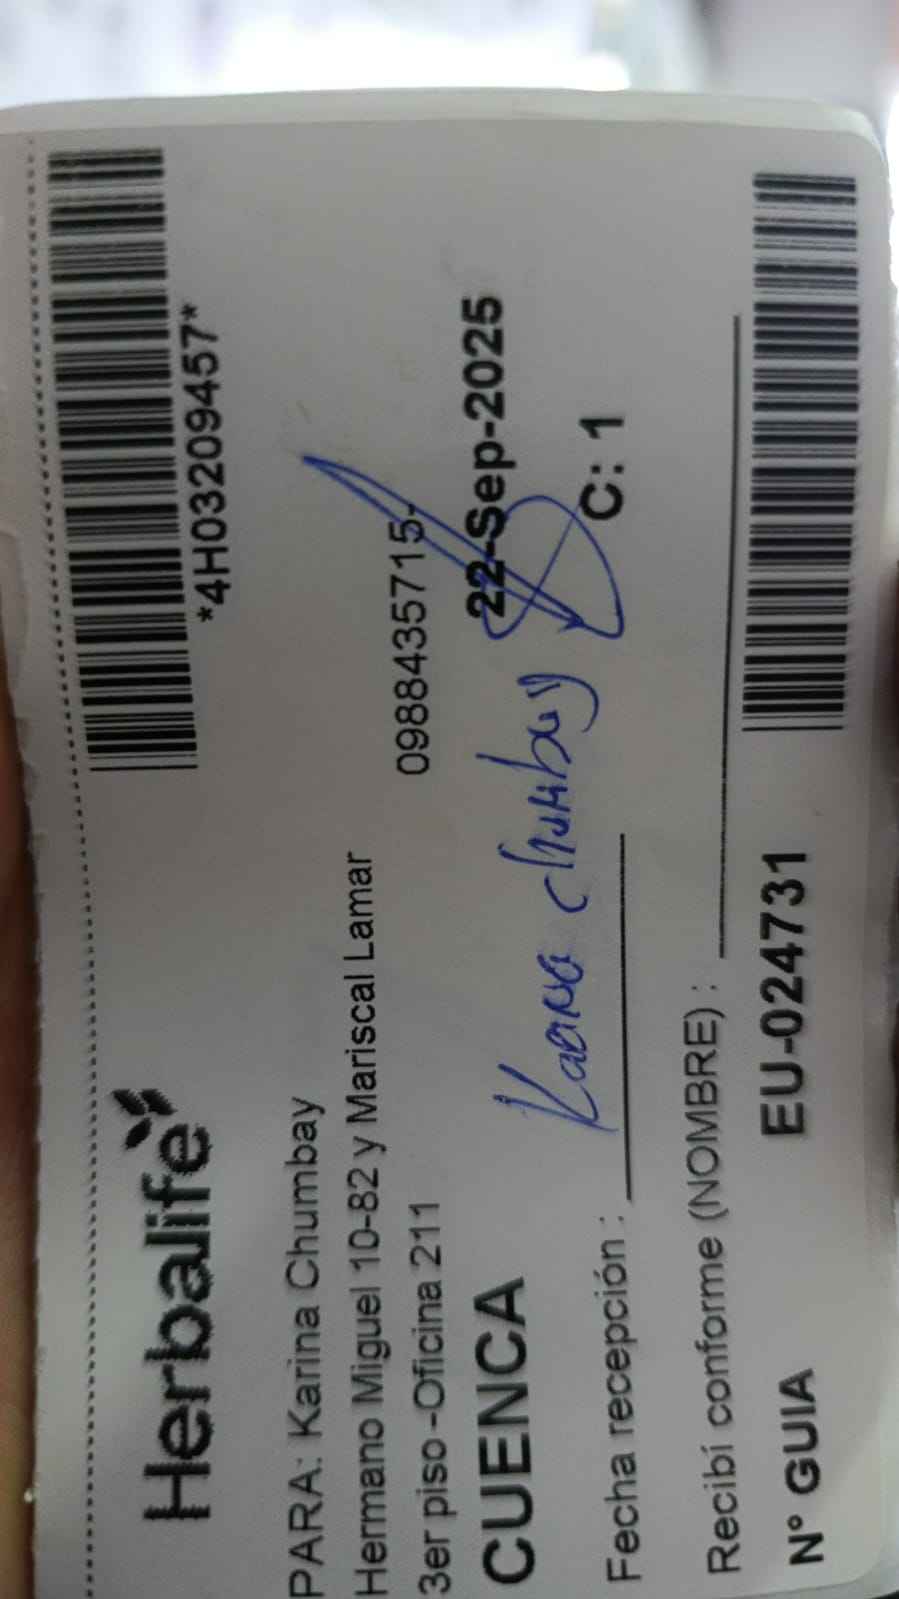 *4H03209457*
Herbalife
PARA: Karina Chumbay
Hermano Miguel 10-82 y Mariscal Lamar
3er piso -Oficina 211
0988435715-
CUENCA
22-Sep-2025
Karina Chumbay
Fecha recepción :
C: 1
Recibí conforme (NOMBRE) :
N° GUIA
EU-024731